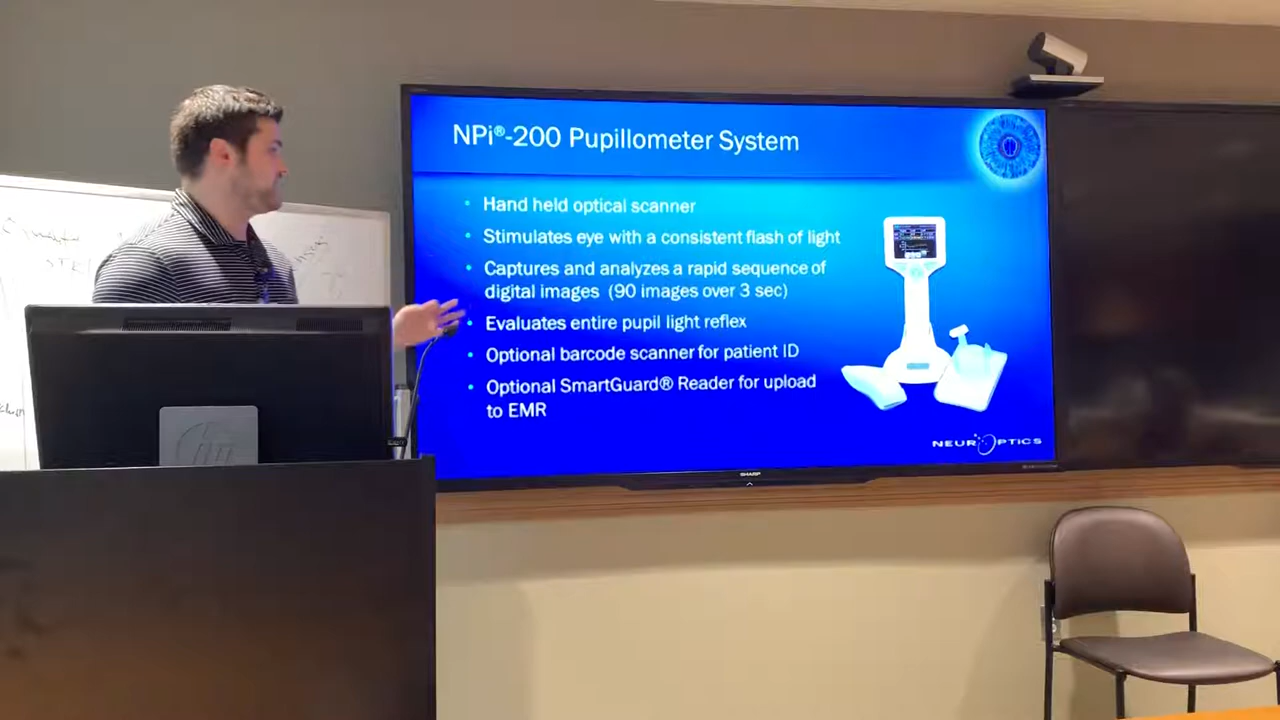 NPi®-200 Pupillometer System
• Hand held optical scanner
• Stimulates eye with a consistent flash of light
• Captures and analyzes a rapid sequence of
digital images (90 images over 3 sec)
• Evaluates entire pupil light reflex
• Optional barcode scanner for patient ID
• Optional SmartGuard® Reader for upload
to EMR
NEUROPTICS
SHARP
hp